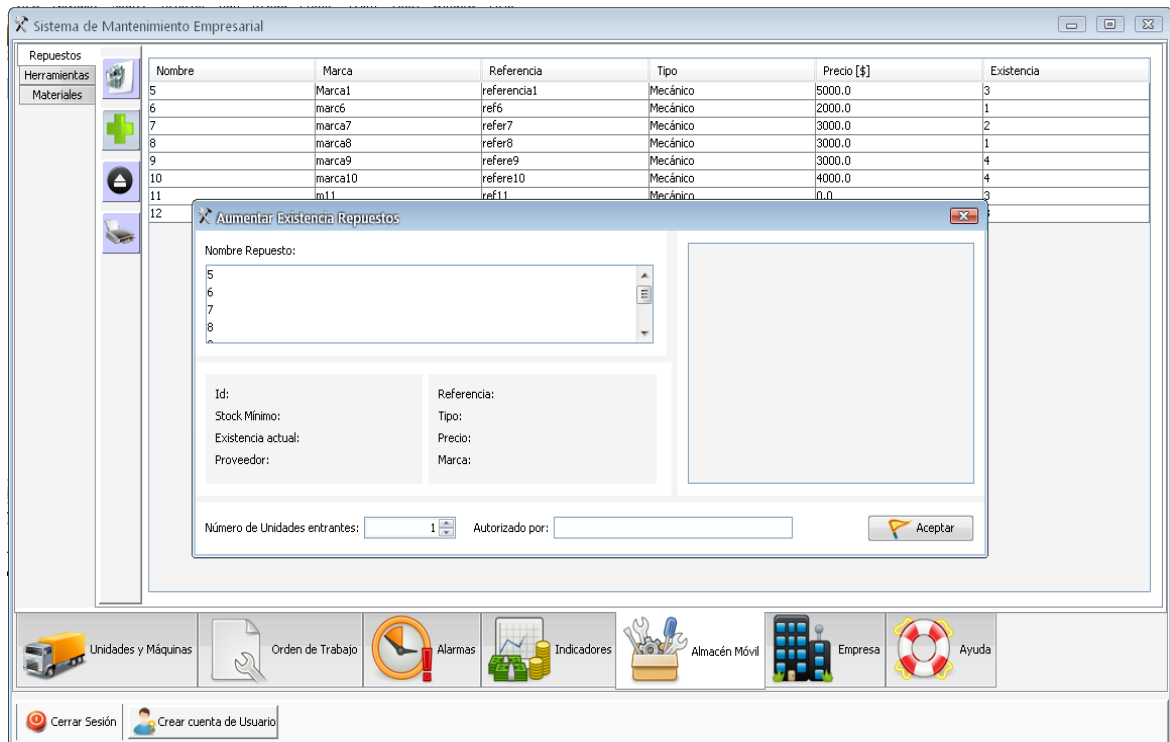 Sistema de Mantenimiento Empresarial
Repuestos
Herramientas
Materiales
Nombre Marca Referencia Tipo Precio [$] Existencia
5 Marca1 referencia1 Mecánico 5000.0 3
6 marc6 ref6 Mecánico 2000.0 1
7 marca7 refer7 Mecánico 3000.0 2
8 marca8 refer8 Mecánico 3000.0 1
9 marca9 refere9 Mecánico 3000.0 4
10 marca10 refere10 Mecánico 4000.0 4
11 m11 ref11 Mecánico 0.0 3
12
Aumentar Existencia Repuestos
Nombre Repuesto:
5
6
7
8
Id:
Stock Mínimo:
Existencia actual:
Proveedor:
Referencia:
Tipo:
Precio:
Marca:
Número de Unidades entrantes: 1 Autorizado por: Aceptar
Unidades y Máquinas Orden de Trabajo Alarmas Indicadores Almacén Móvil Empresa Ayuda
Cerrar Sesión Crear cuenta de Usuario